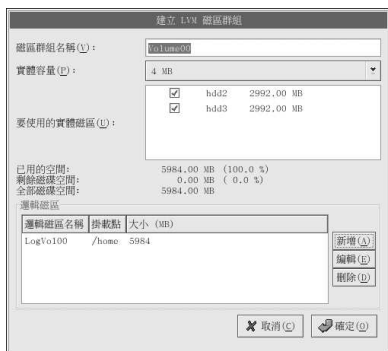 建立 LVM 磁區群組
磁區群組名稱(V):
Volume00
實體容量(P):
4 MB
要使用的實體磁區(U):
hdd2 2992.00 MB
hdd3 2992.00 MB
已用的空間: 5984.00 MB (100.0 %)
剩餘磁碟空間: 0.00 MB ( 0.0 %)
全部磁碟空間: 5984.00 MB
邏輯磁區
邏輯磁區名稱 掛載點 大小 (MB)
LogVol00 /home 5984
新增(A)
編輯(E)
刪除(D)
取消(C)
確定(O)